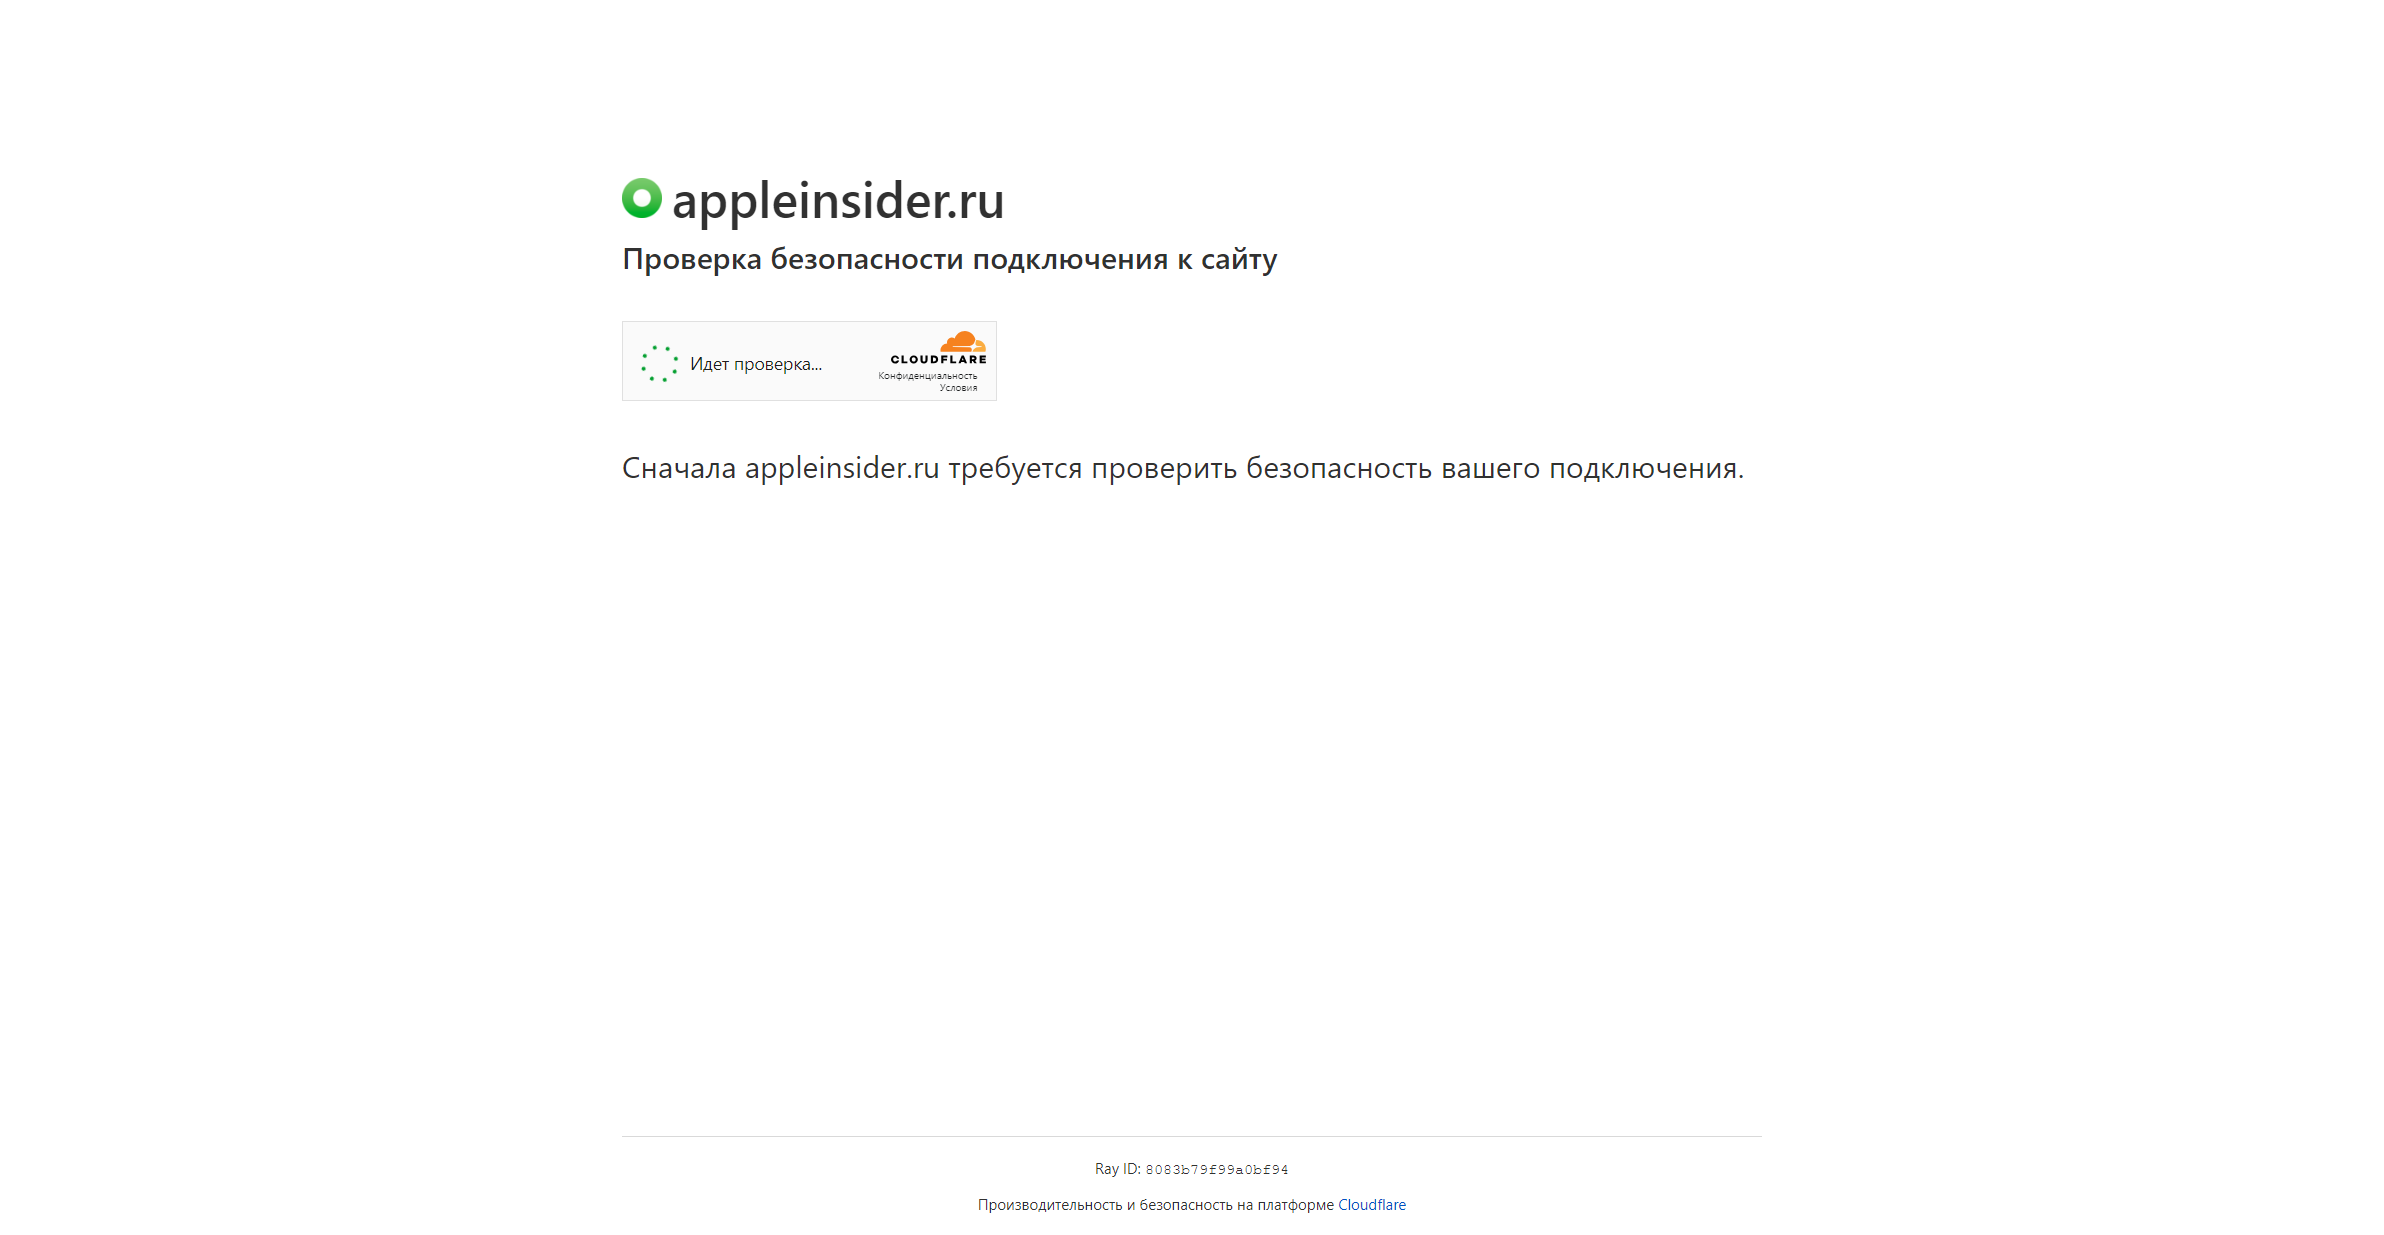 appleinsider.ru
Проверка безопасности подключения к сайту
Идет проверка...
CLOUDFLARE
Конфиденциальность
Условия
Сначала appleinsider.ru требуется проверить безопасность вашего подключения.
Ray ID: 8083b79f99a0bf94
Производительность и безопасность на платформе Cloudflare